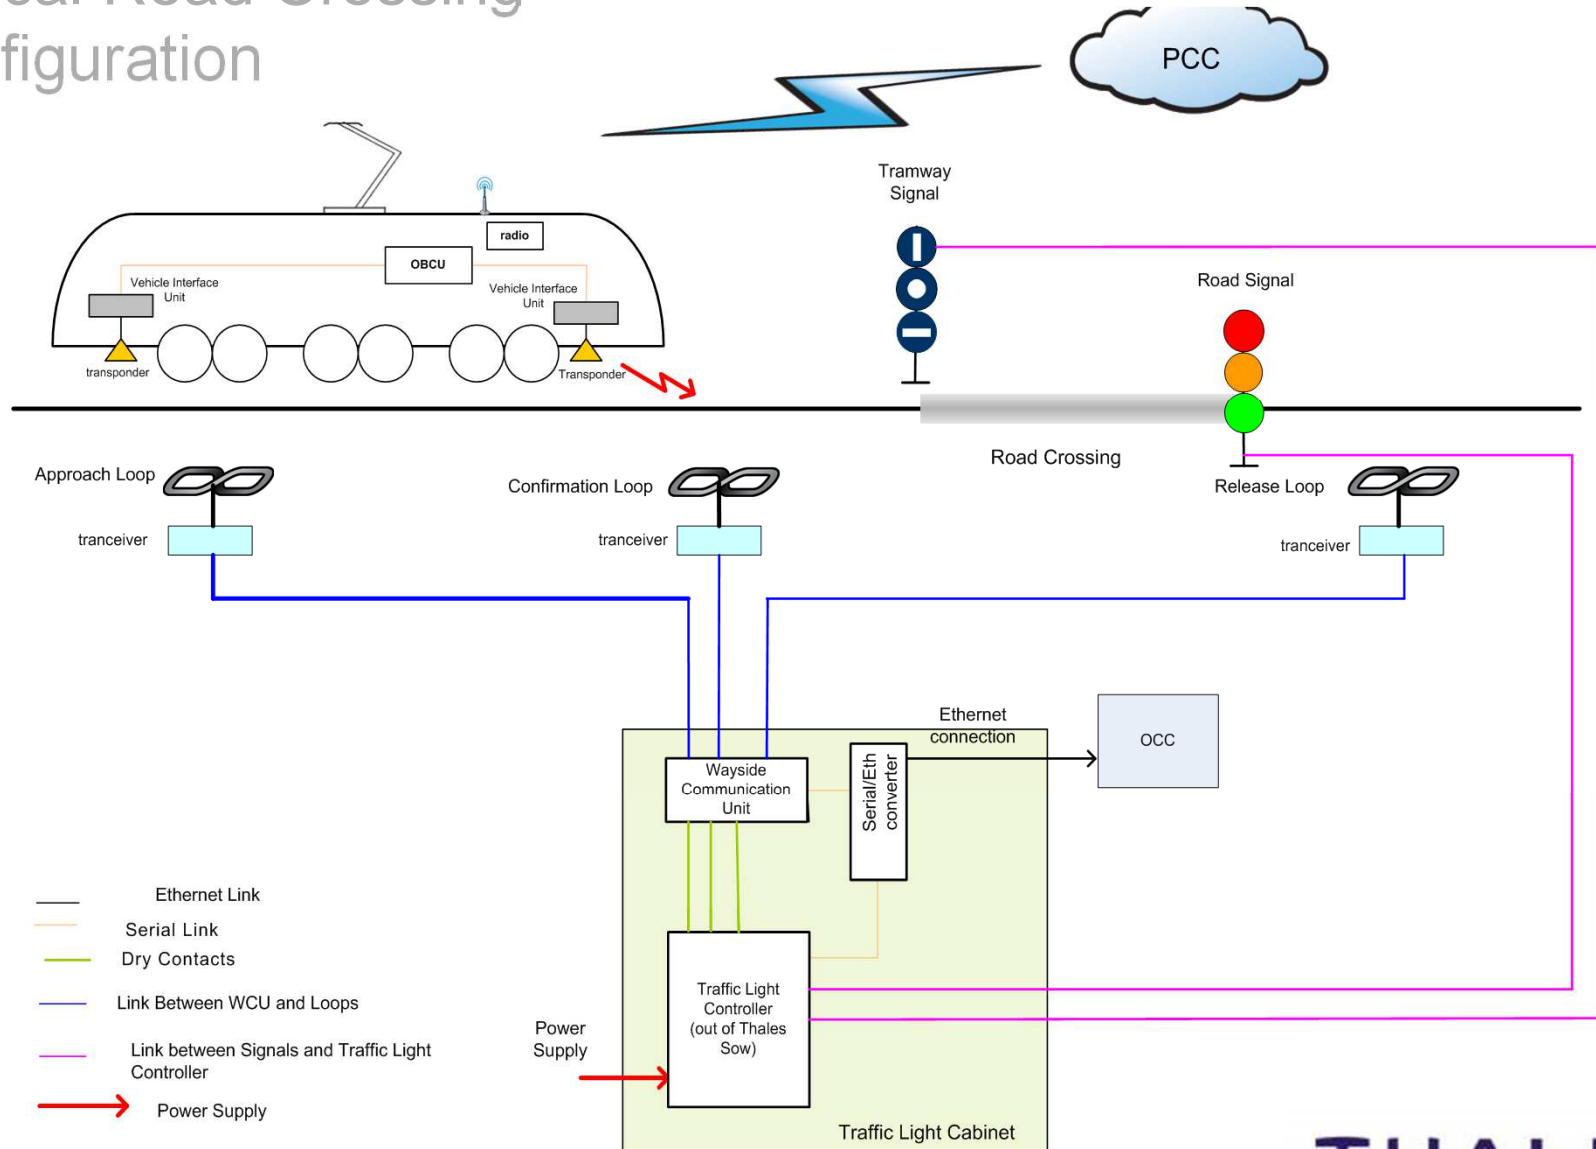 Road Crossing
figuration
PCC
Tramway
Signal
radio
OBCU
Vehicle Interface
Unit
Vehicle Interface
Unit
Road Signal
transponder
Transponder
Road Crossing
Approach Loop
Confirmation Loop
Release Loop
tranceiver
tranceiver
tranceiver
Ethernet
connection
OCC
Wayside
Communication
Unit
Serial/Eth
converter
Ethernet Link
Serial Link
Dry Contacts
Link Between WCU and Loops
Link between Signals and Traffic Light
Controller
Power Supply
Power
Supply
Traffic Light
Controller
(out of Thales
Sow)
Traffic Light Cabinet